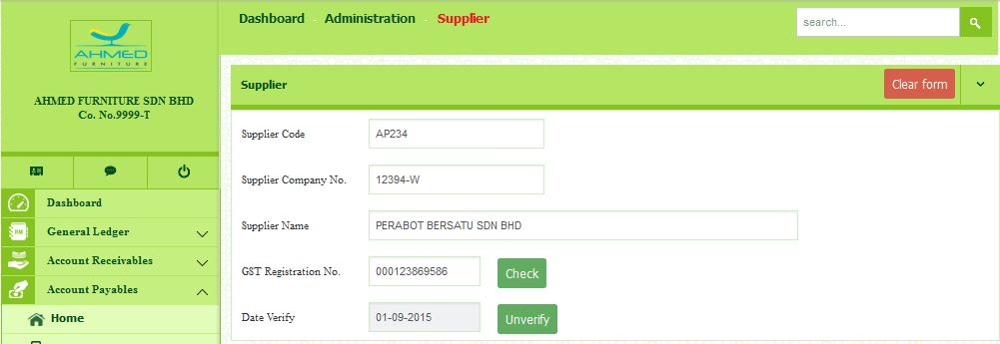 Dashboard - Administration - Supplier
search...
AHMED
FURNITURE
AHMED FURNITURE SDN BHD
Co. No.9999-T
Dashboard
General Ledger
RM
Account Receivables
Account Payables
Home
Supplier
Clear form
Supplier Code
AP234
Supplier Company No.
12394-W
Supplier Name
PERABOT BERSATU SDN BHD
GST Registration No.
000123869586
Check
Date Verify
01-09-2015
Unverify